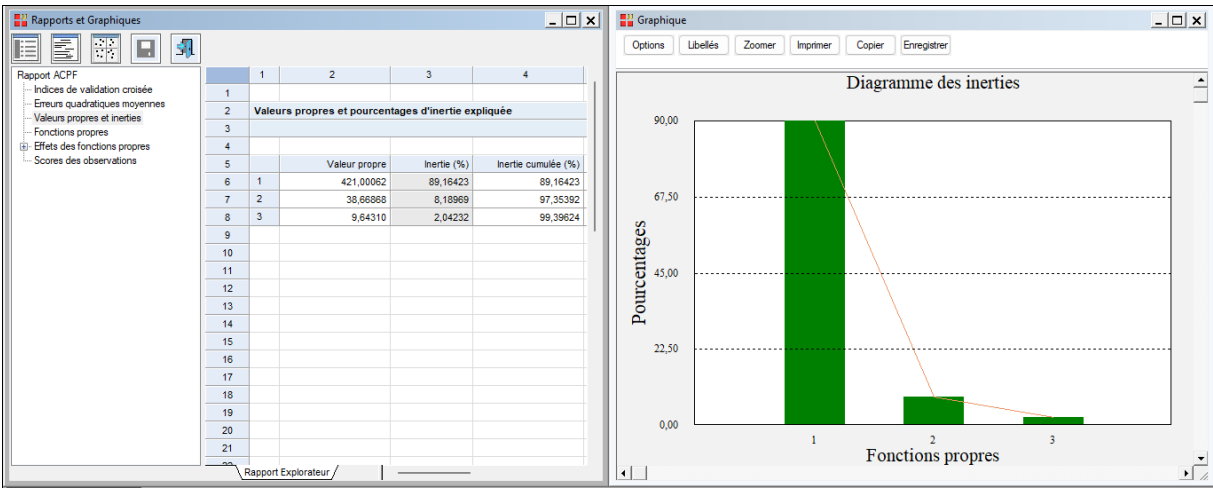 Rapports et Graphiques
Rapport ACPF
Indices de validation croisée
Erreurs quadratiques moyennes
Valeurs propres et inerties
Fonctions propres
Effets des fonctions propres
Scores des observations
1 2 3 4
1
2 Valeurs propres et pourcentages d'inertie expliquée
3
4
5 Valeur propre Inertie (%) Inertie cumulée (%)
6 1 421,00062 89,16423 89,16423
7 2 38,66868 8,18969 97,35392
8 3 9,64310 2,04232 99,39624
9
10
11
12
13
14
15
16
17
18
19
20
21
22
Rapport Explorateur
Graphique
Options Libellés Zoomer Imprimer Copier Enregistrer
Diagramme des inerties
Pourcentages
90,00
67,50
45,00
22,50
0,00
1 2 3
Fonctions propres